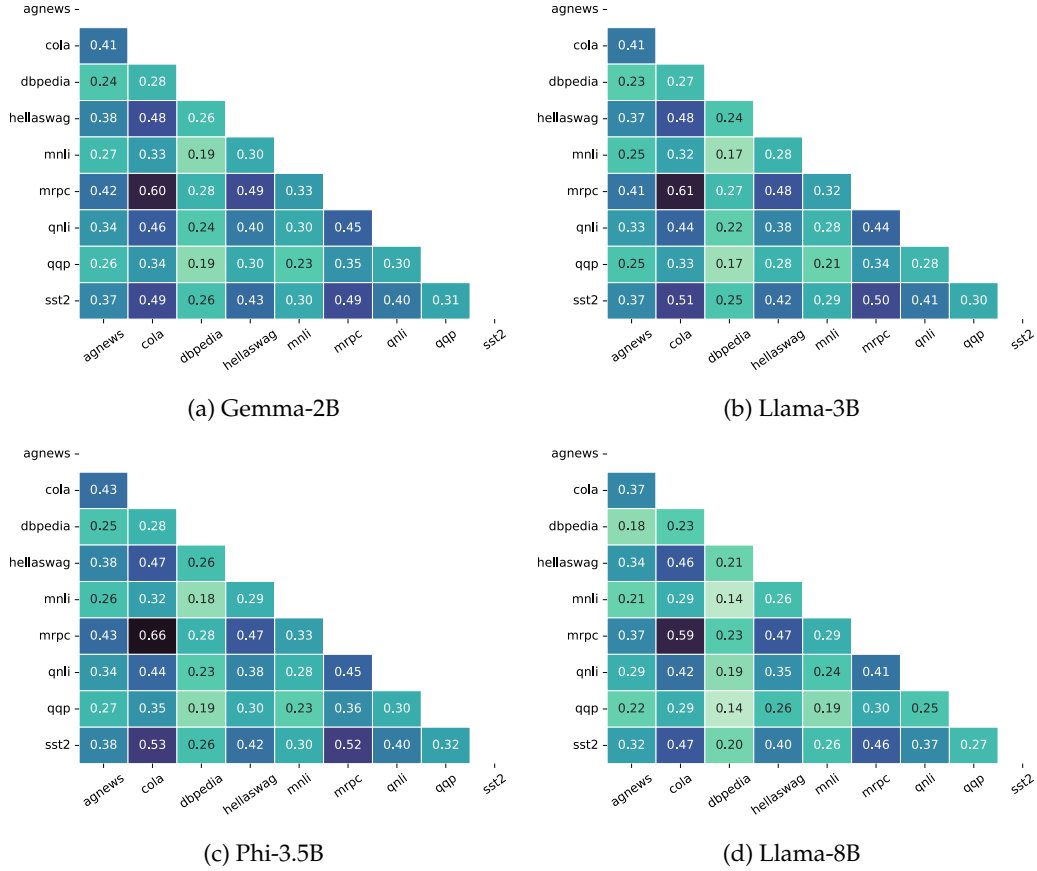 agnews
cola 0.41
dbpedia 0.24 0.28
hellaswag 0.38 0.48 0.26
mnli 0.27 0.33 0.19 0.30
mrpc 0.42 0.60 0.28 0.49 0.33
qnli 0.34 0.46 0.24 0.40 0.30 0.45
qqp 0.26 0.34 0.19 0.30 0.23 0.35 0.30
sst2 0.37 0.49 0.26 0.43 0.30 0.49 0.40 0.31
agnews cola dbpedia hellaswag mnli mrpc qnli qqp sst2
(a) Gemma-2B
agnews
cola 0.41
dbpedia 0.23 0.27
hellaswag 0.37 0.48 0.24
mnli 0.25 0.32 0.17 0.28
mrpc 0.41 0.61 0.27 0.48 0.32
qnli 0.33 0.44 0.22 0.38 0.28 0.44
qqp 0.25 0.33 0.17 0.28 0.21 0.34 0.28
sst2 0.37 0.51 0.25 0.42 0.29 0.50 0.41 0.30
agnews cola dbpedia hellaswag mnli mrpc qnli qqp sst2
(b) Llama-3B
agnews
cola 0.43
dbpedia 0.25 0.28
hellaswag 0.38 0.47 0.26
mnli 0.26 0.32 0.18 0.29
mrpc 0.43 0.66 0.28 0.47 0.33
qnli 0.34 0.44 0.23 0.38 0.28 0.45
qqp 0.27 0.35 0.19 0.30 0.23 0.36 0.30
sst2 0.38 0.53 0.26 0.42 0.30 0.52 0.40 0.32
agnews cola dbpedia hellaswag mnli mrpc qnli qqp sst2
(c) Phi-3.5B
agnews
cola 0.37
dbpedia 0.18 0.23
hellaswag 0.34 0.46 0.21
mnli 0.21 0.29 0.14 0.26
mrpc 0.37 0.59 0.23 0.47 0.29
qnli 0.29 0.42 0.19 0.35 0.24 0.41
qqp 0.22 0.29 0.14 0.26 0.19 0.30 0.25
sst2 0.32 0.47 0.20 0.40 0.26 0.46 0.37 0.27
agnews cola dbpedia hellaswag mnli mrpc qnli qqp sst2
(d) Llama-8B